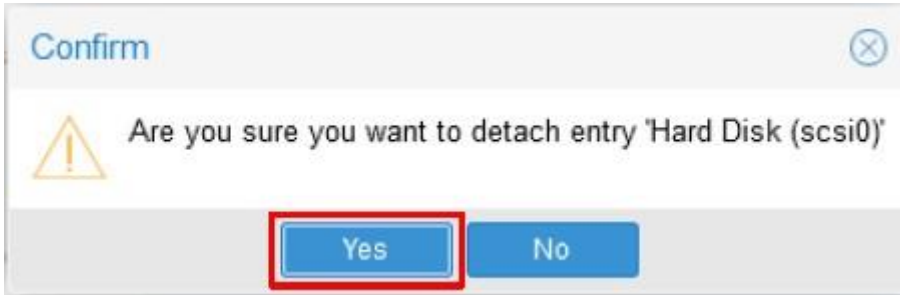 Confirm
Are you sure you want to detach entry 'Hard Disk (scsi0)'
Yes
No